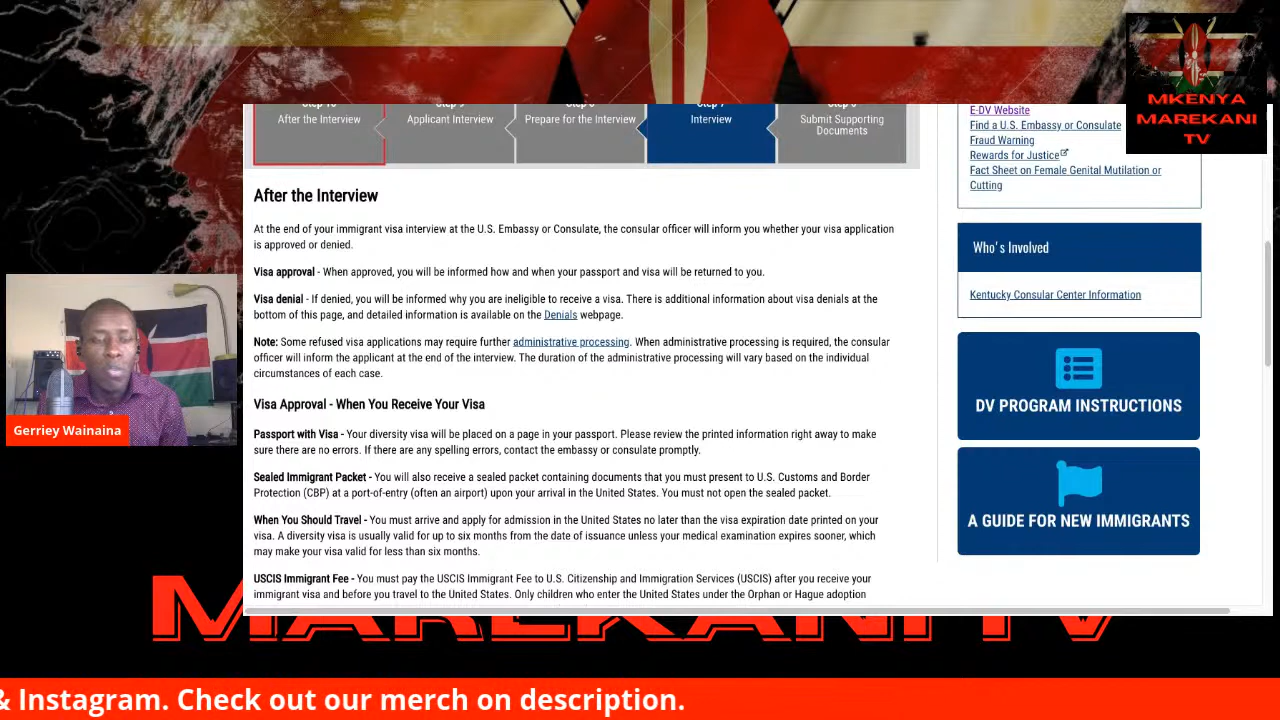 Step 10
Step 9
Step 8
Step 7
Step 6
After the Interview
Applicant Interview
Prepare for the Interview
Interview
Submit Supporting
Documents
After the Interview
At the end of your immigrant visa interview at the U.S. Embassy or Consulate, the consular officer will inform you whether your visa application
is approved or denied.
Visa approval - When approved, you will be informed how and when your passport and visa will be returned to you.
Visa denial - If denied, you will be informed why you are ineligible to receive a visa. There is additional information about visa denials at the
bottom of this page, and detailed information is available on the Denials webpage.
Note: Some refused visa applications may require further administrative processing. When administrative processing is required, the consular
officer will inform the applicant at the end of the interview. The duration of the administrative processing will vary based on the individual
circumstances of each case.
Visa Approval - When You Receive Your Visa
Passport with Visa - Your diversity visa will be placed on a page in your passport. Please review the printed information right away to make
sure there are no errors. If there are any spelling errors, contact the embassy or consulate promptly.
Sealed Immigrant Packet - You will also receive a sealed packet containing documents that you must present to U.S. Customs and Border
Protection (CBP) at a port-of-entry (often an airport) upon your arrival in the United States. You must not open the sealed packet.
When You Should Travel - You must arrive and apply for admission in the United States no later than the visa expiration date printed on your
visa. A diversity visa is usually valid for up to six months from the date of issuance unless your medical examination expires sooner, which
may make your visa valid for less than six months.
USCIS Immigrant Fee - You must pay the USCIS Immigrant Fee to U.S. Citizenship and Immigration Services (USCIS) after you receive your
immigrant visa and before you travel to the United States. Only children who enter the United States under the Orphan or Hague adoption
E-DV Website
Find a U.S. Embassy or Consulate
Fraud Warning
Rewards for Justice
Fact Sheet on Female Genital Mutilation or
Cutting
Who's Involved
Kentucky Consular Center Information
DV PROGRAM INSTRUCTIONS
A GUIDE FOR NEW IMMIGRANTS
MKENYA
MAREKANI
TV
Gerriey Wainaina
MAREKANI TV
& Instagram. Check out our merch on description.